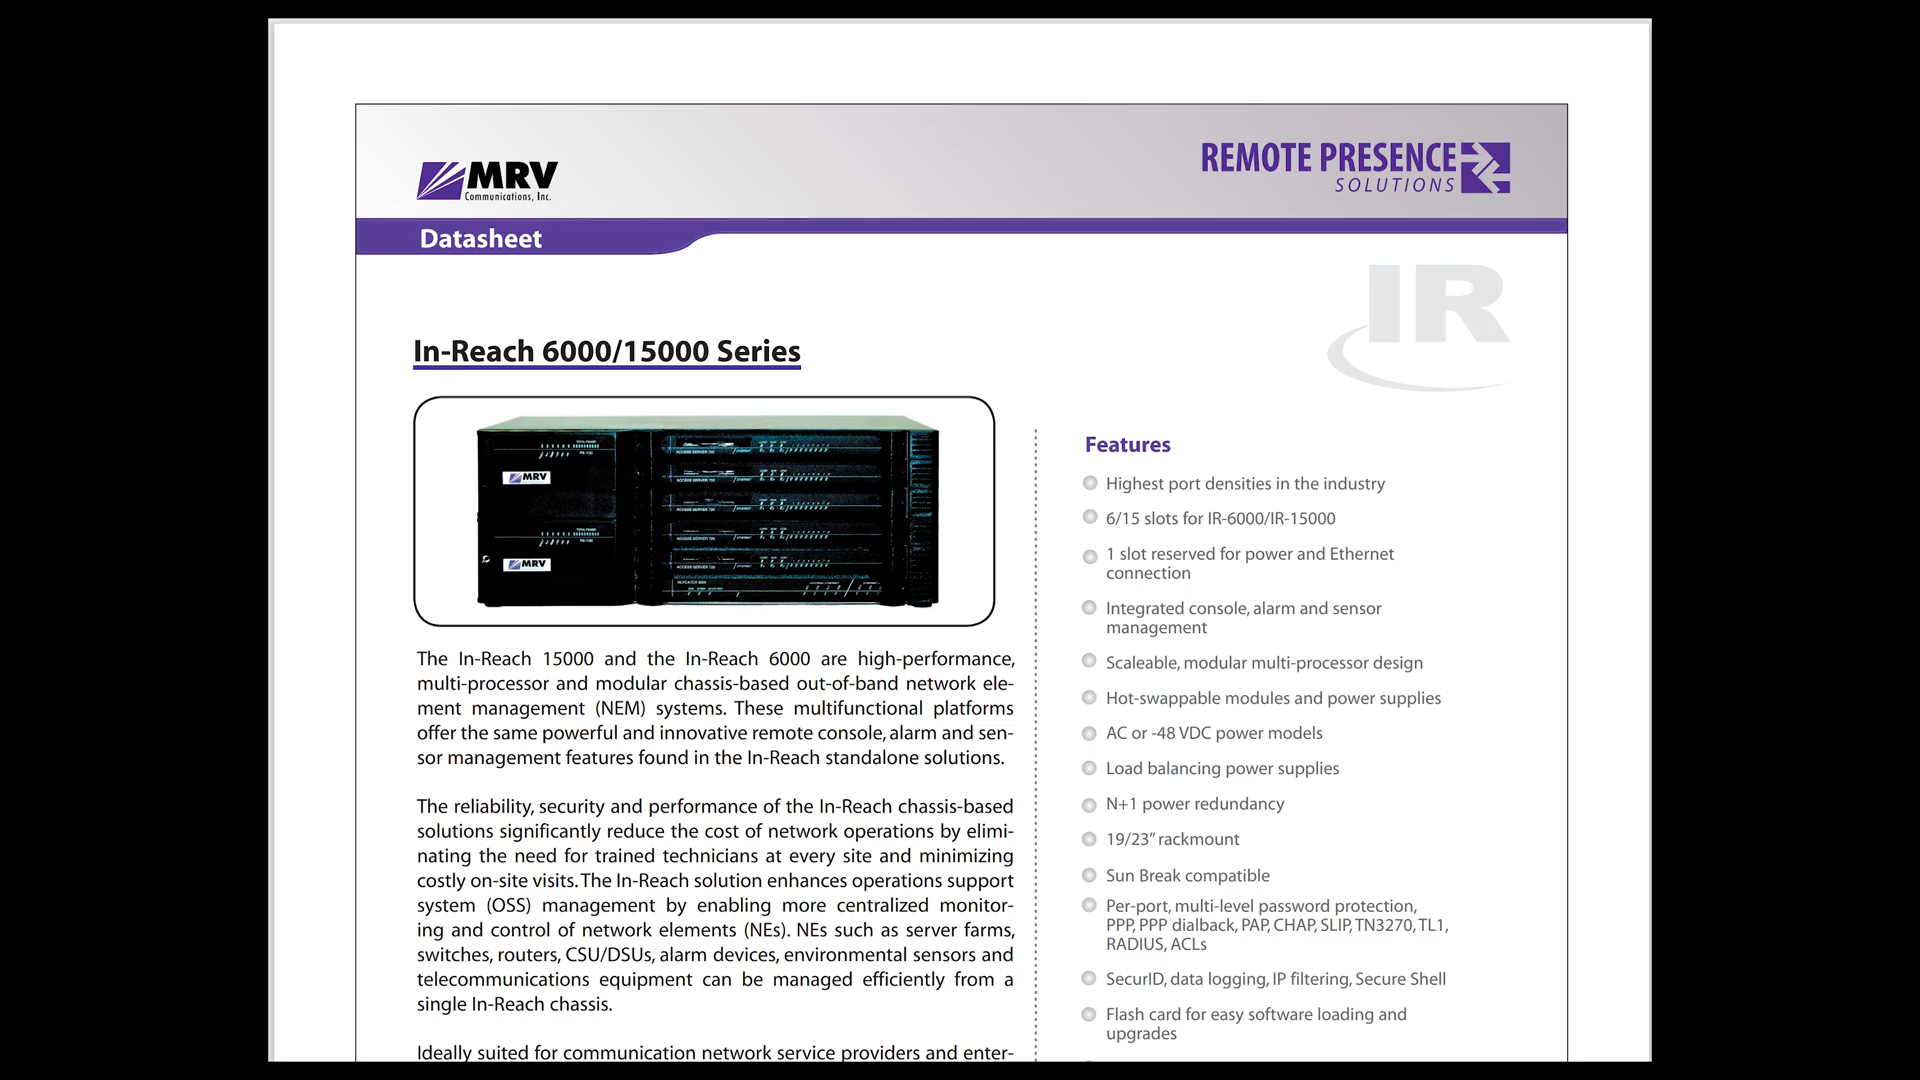 MRV
Communications, Inc.
REMOTE PRESENCE
SOLUTIONS
Datasheet
IR
In-Reach 6000/15000 Series
MRV
MRV
The In-Reach 15000 and the In-Reach 6000 are high-performance,
multi-processor and modular chassis-based out-of-band network ele-
ment management (NEM) systems. These multifunctional platforms
offer the same powerful and innovative remote console, alarm and sen-
sor management features found in the In-Reach standalone solutions.
The reliability, security and performance of the In-Reach chassis-based
solutions significantly reduce the cost of network operations by elimi-
nating the need for trained technicians at every site and minimizing
costly on-site visits. The In-Reach solution enhances operations support
system (OSS) management by enabling more centralized monitor-
ing and control of network elements (NEs). NEs such as server farms,
switches, routers, CSU/DSUs, alarm devices, environmental sensors and
telecommunications equipment can be managed efficiently from a
single In-Reach chassis.
Ideally suited for communication network service providers and enter-
Features
Highest port densities in the industry
6/15 slots for IR-6000/IR-15000
1 slot reserved for power and Ethernet
connection
Integrated console, alarm and sensor
management
Scaleable, modular multi-processor design
Hot-swappable modules and power supplies
AC or -48 VDC power models
Load balancing power supplies
N+1 power redundancy
19/23” rackmount
Sun Break compatible
Per-port, multi-level password protection,
PPP, PPP dialback, PAP, CHAP, SLIP, TN3270, TL1,
RADIUS, ACLs
SecurID, data logging, IP filtering, Secure Shell
Flash card for easy software loading and
upgrades